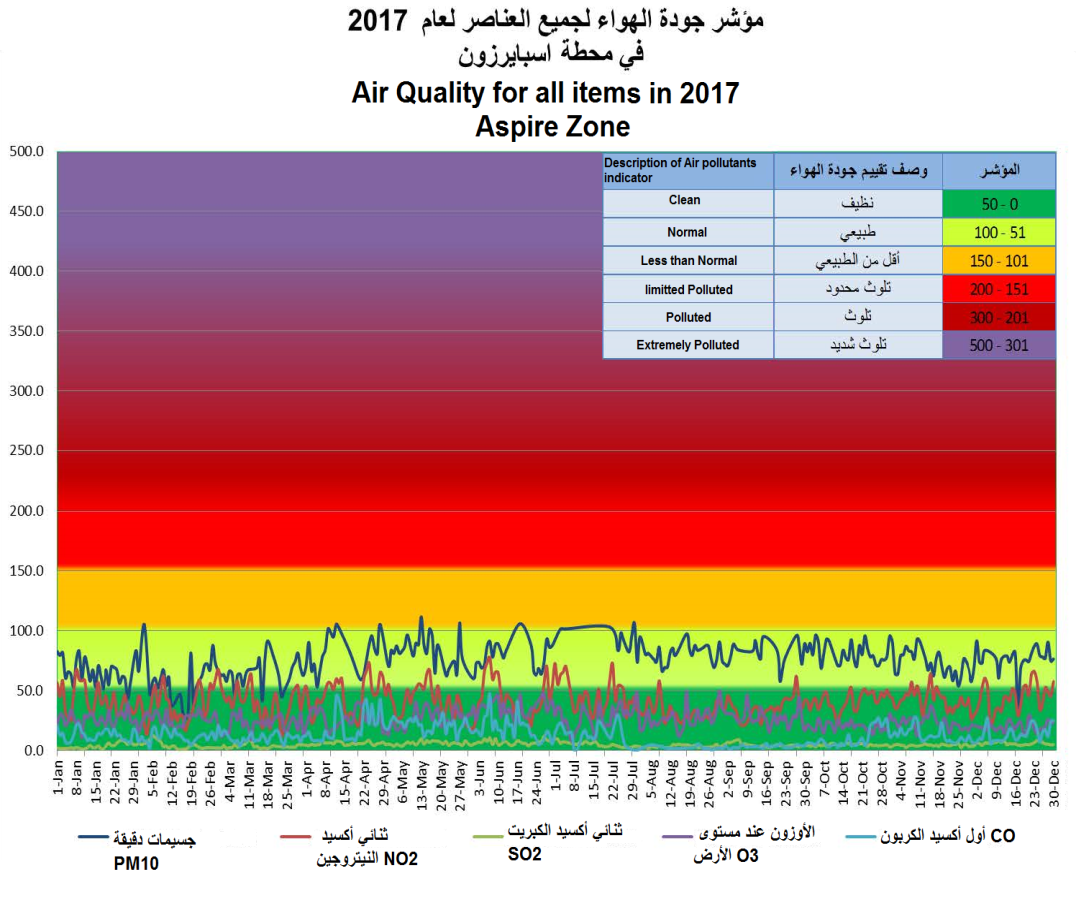 مؤشر جودة الهواء لجميع العناصر لعام 2017
في محطة اسبايرزون
Air Quality for all items in 2017
Aspire Zone
500.0
450.0
400.0
350.0
300.0
250.0
200.0
150.0
100.0
50.0
0.0
Description of Air pollutants indicator وصف تقييم جودة الهواء المؤشر
Clean نظيف 50 - 0
Normal طبيعي 100 - 51
Less than Normal أقل من الطبيعي 150 - 101
limitted Polluted تلوث محدود 200 - 151
Polluted تلوث 300 - 201
Extremely Polluted تلوث شديد 500 - 301
1-Jan
8-Jan
15-Jan
22-Jan
29-Jan
5-Feb
12-Feb
19-Feb
26-Feb
4-Mar
11-Mar
18-Mar
25-Mar
1-Apr
8-Apr
15-Apr
22-Apr
29-Apr
6-May
13-May
20-May
27-May
3-Jun
10-Jun
17-Jun
24-Jun
1-Jul
8-Jul
15-Jul
22-Jul
29-Jul
5-Aug
12-Aug
19-Aug
26-Aug
2-Sep
9-Sep
16-Sep
23-Sep
30-Sep
7-Oct
14-Oct
21-Oct
28-Oct
4-Nov
11-Nov
18-Nov
25-Nov
2-Dec
9-Dec
16-Dec
23-Dec
30-Dec
جسيمات دقيقة
PM10
ثنائي أكسيد
النيتروجين NO2
ثنائي أكسيد الكبريت
SO2
الأوزون عند مستوى
الأرض O3
أول أكسيد الكربون CO